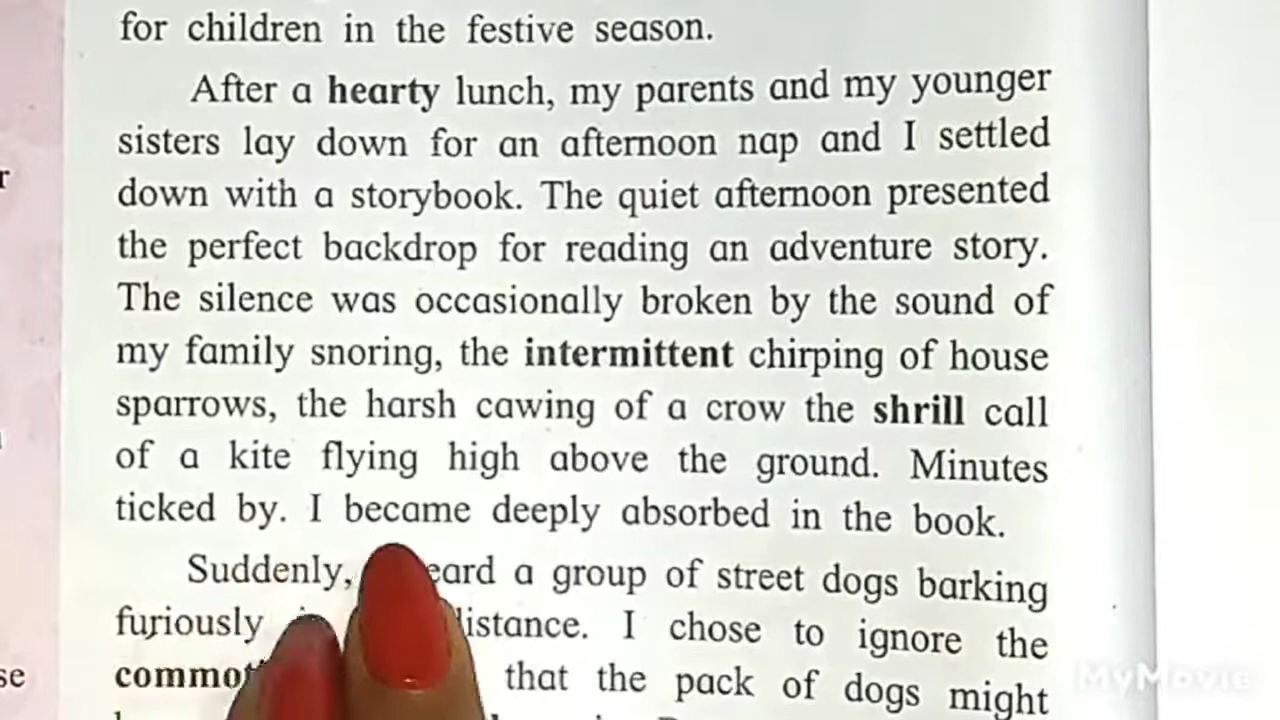 for children in the festive season.
After a hearty lunch, my parents and my younger
sisters lay down for an afternoon nap and I settled
down with a storybook. The quiet afternoon presented
the perfect backdrop for reading an adventure story.
The silence was occasionally broken by the sound of
my family snoring, the intermittent chirping of house
sparrows, the harsh cawing of a crow the shrill call
of a kite flying high above the ground. Minutes
ticked by. I became deeply absorbed in the book.
Suddenly, a group of street dogs barking
furiously I chose to ignore the
that the pack of dogs might
se
MyMovie